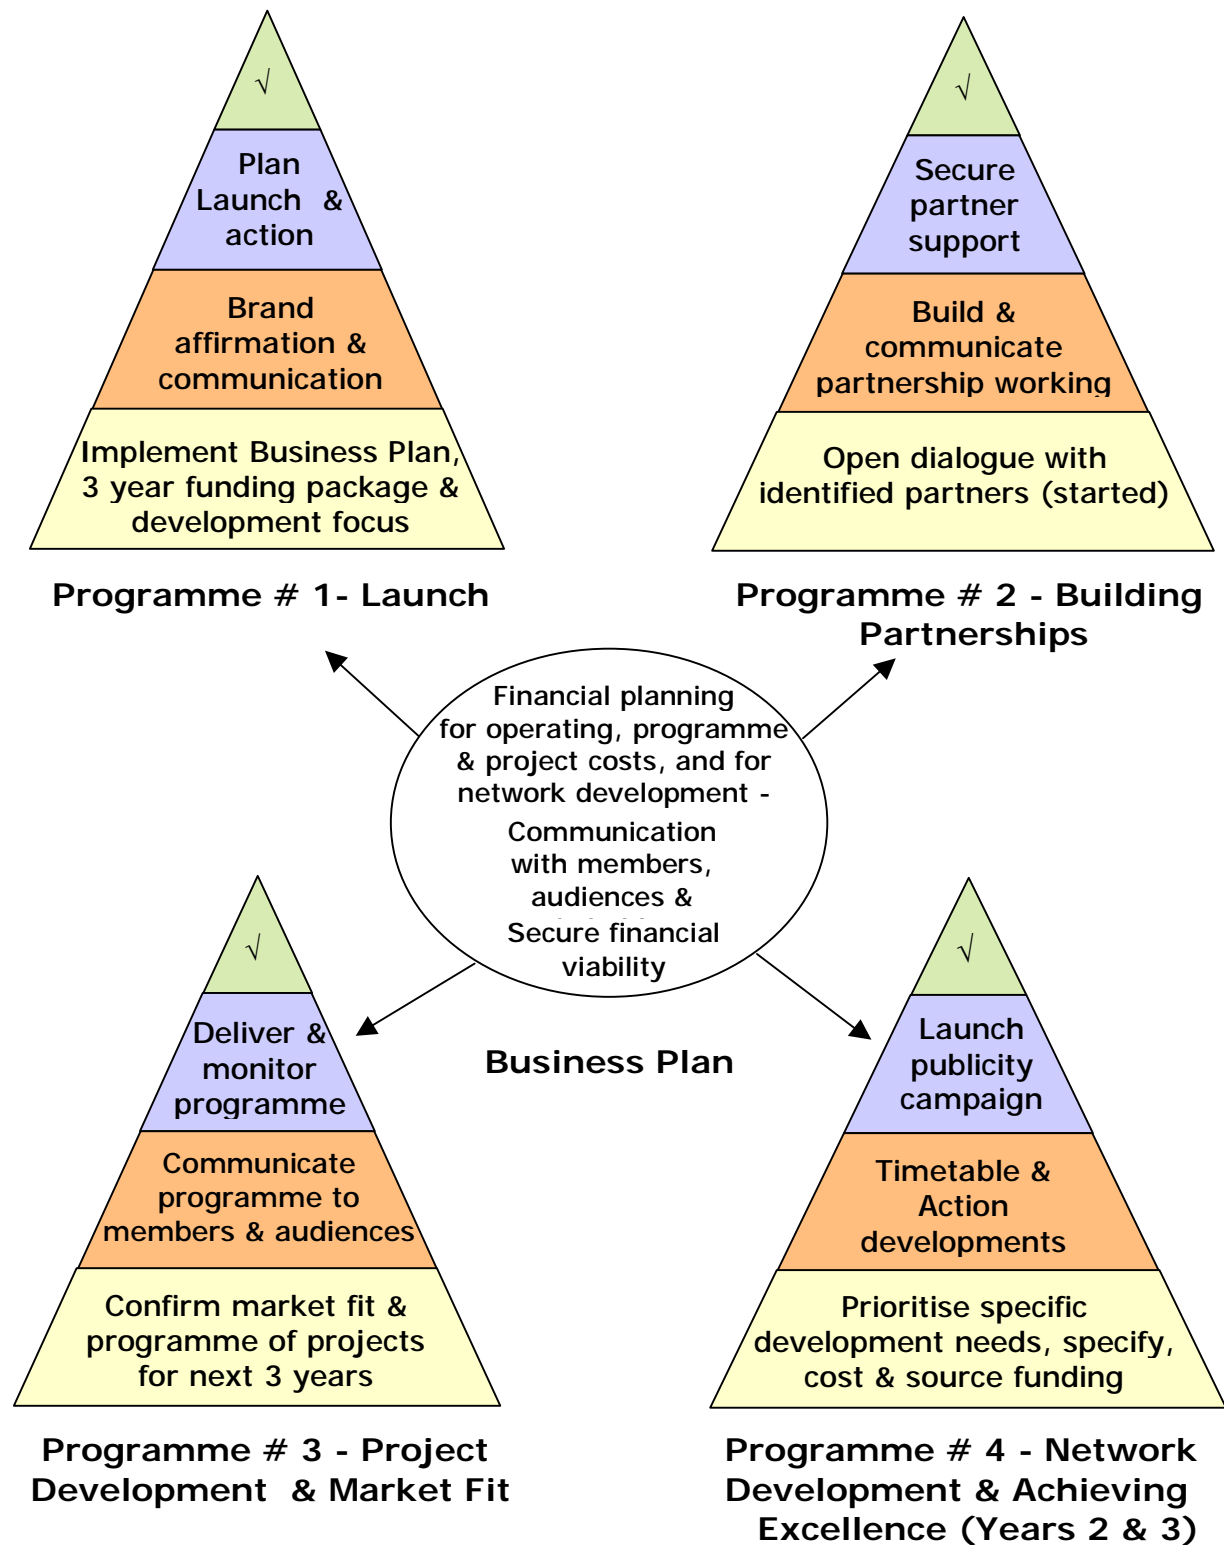 √
Plan
Launch & 
action
Brand
affirmation &
communication
Implement Business Plan,
3 year funding package &
development focus
Programme # 1- Launch
√
Secure
partner
support
Build &
communicate
partnership working
Open dialogue with
identified partners (started)
Programme # 2 - Building
Partnerships
Financial planning
for operating, programme
& project costs, and for
network development -
Communication
with members,
audiences &
Secure financial
viability
Business Plan
√
Deliver &
monitor
programme
Communicate
programme to
members & audiences
Confirm market fit &
programme of projects
for next 3 years
Programme # 3 - Project
Development & Market Fit
√
Launch
publicity
campaign
Timetable &
Action
developments
Prioritise specific
development needs, specify,
cost & source funding
Programme # 4 - Network
Development & Achieving
Excellence (Years 2 & 3)